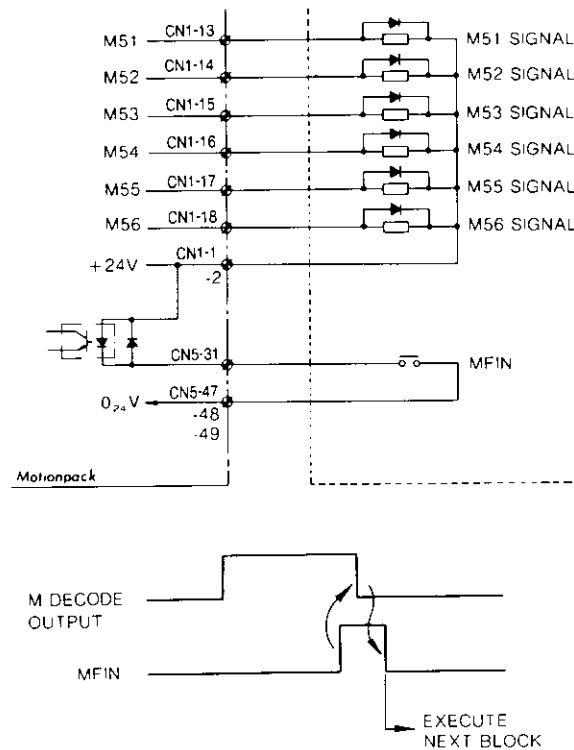 M51 CN1-13 M51 SIGNAL
M52 CN1-14 M52 SIGNAL
M53 CN1-15 M53 SIGNAL
M54 CN1-16 M54 SIGNAL
M55 CN1-17 M55 SIGNAL
M56 CN1-18 M56 SIGNAL
+24V CN1-1
-2
CN5-31 MFIN
0₂₄V CN5-47
-48
-49
Motionpack
M DECODE
OUTPUT
MFIN
EXECUTE
NEXT BLOCK